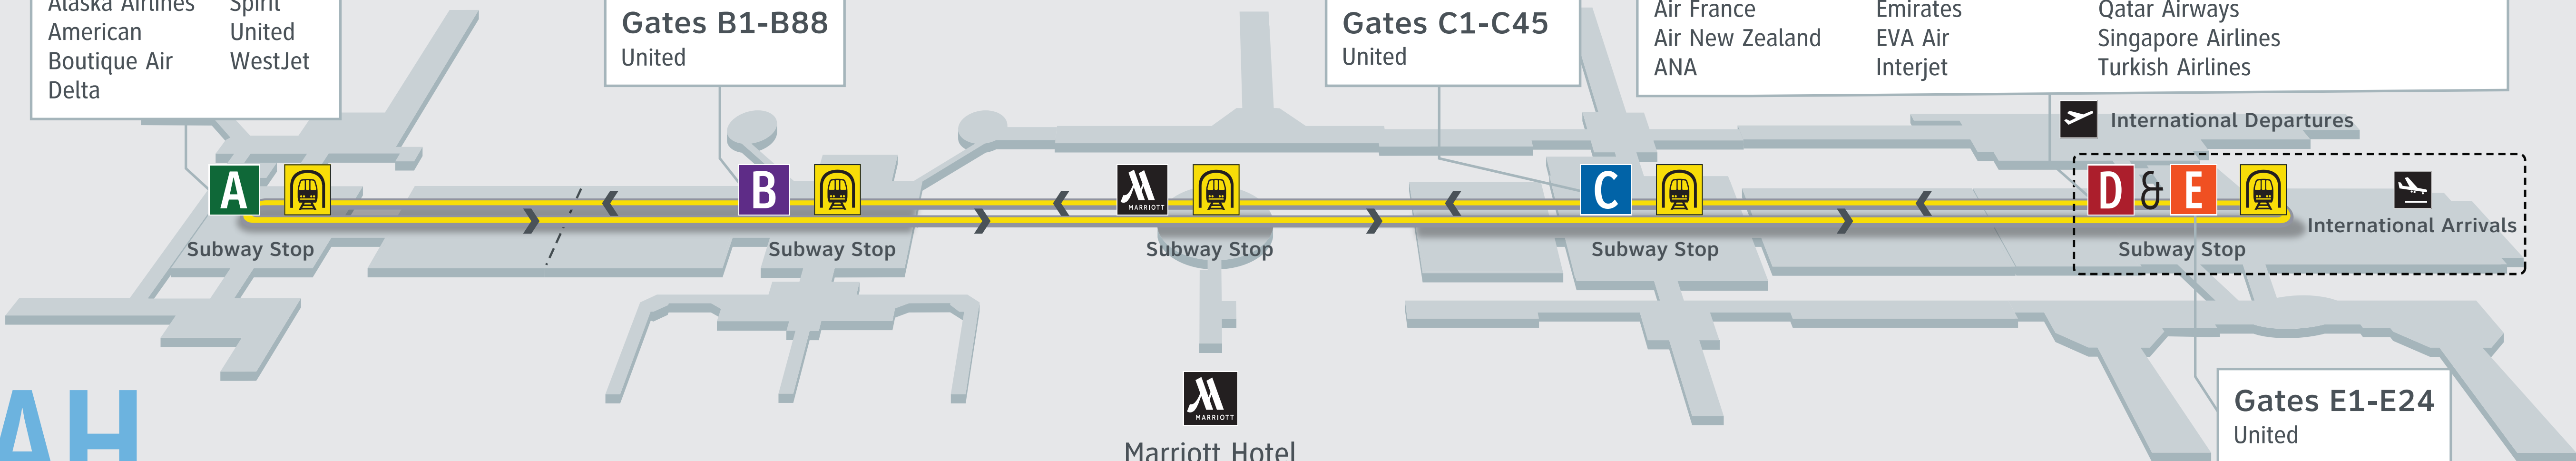 Alaska Airlines Spirit
American United
Boutique Air WestJet
Delta
Gates B1-B88
United
Gates C1-C45
United
Air France Emirates Qatar Airways
Air New Zealand EVA Air Singapore Airlines
ANA Interjet Turkish Airlines
International Departures
A
B
MARRIOTT
C
D & E
International Arrivals
Subway Stop
Subway Stop
Subway Stop
Subway Stop
Subway Stop
MARRIOTT
Marriott Hotel
AH
Gates E1-E24
United